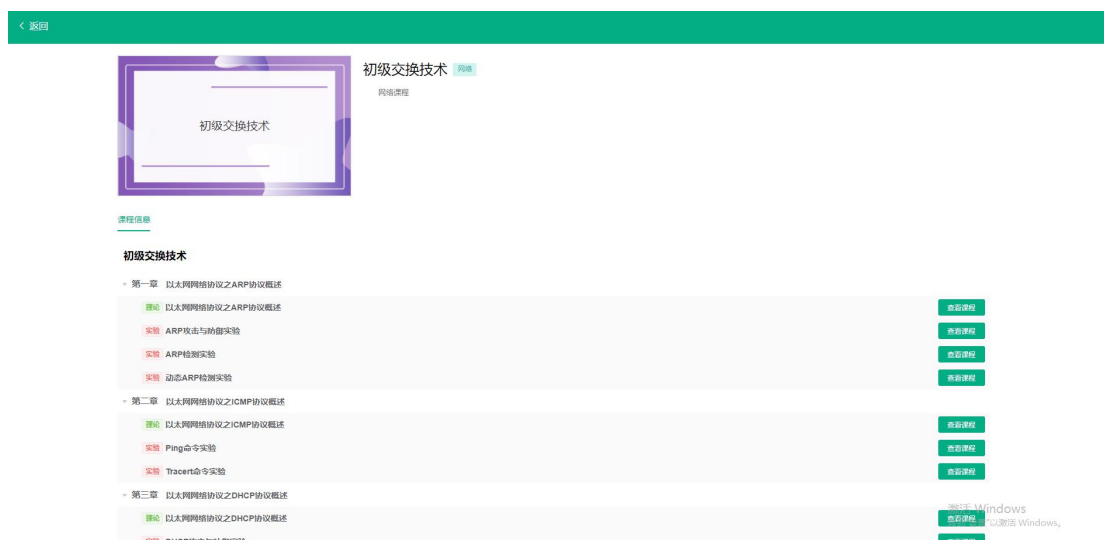 < 返回
初级交换技术 网络
网络课程
初级交换技术
课程信息
初级交换技术
第一章 以太网网络协议之ARP协议概述
理论 以太网网络协议之ARP协议概述 查看课程
实验 ARP攻击与防御实验 查看课程
实验 ARP检测实验 查看课程
实验 动态ARP检测实验 查看课程
第二章 以太网网络协议之ICMP协议概述
理论 以太网网络协议之ICMP协议概述 查看课程
实验 Ping命令实验 查看课程
实验 Tracert命令实验 查看课程
第三章 以太网网络协议之DHCP协议概述
激活 Windows
理论 以太网网络协议之DHCP协议概述 查看课程
以激活 Windows。